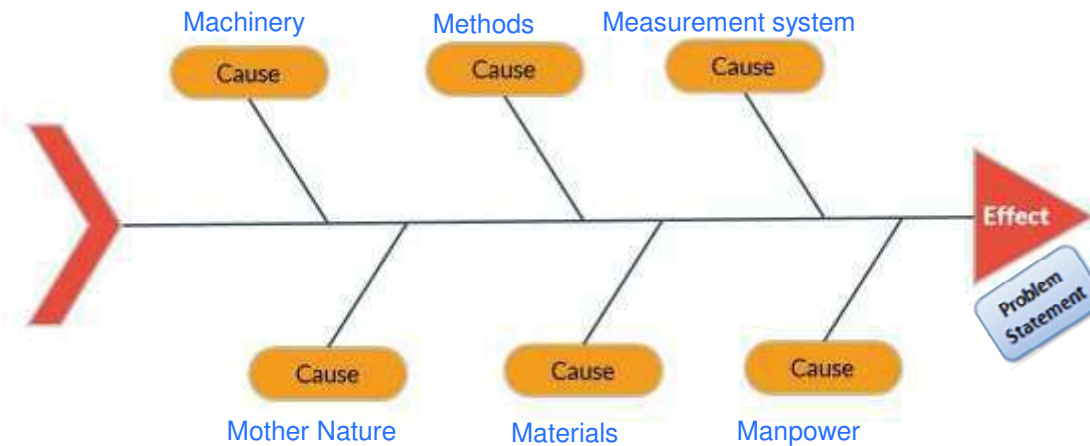 Machinery
Methods
Measurement system
Cause
Cause
Cause
Effect
Problem
Statement
Cause
Cause
Cause
Mother Nature
Materials
Manpower